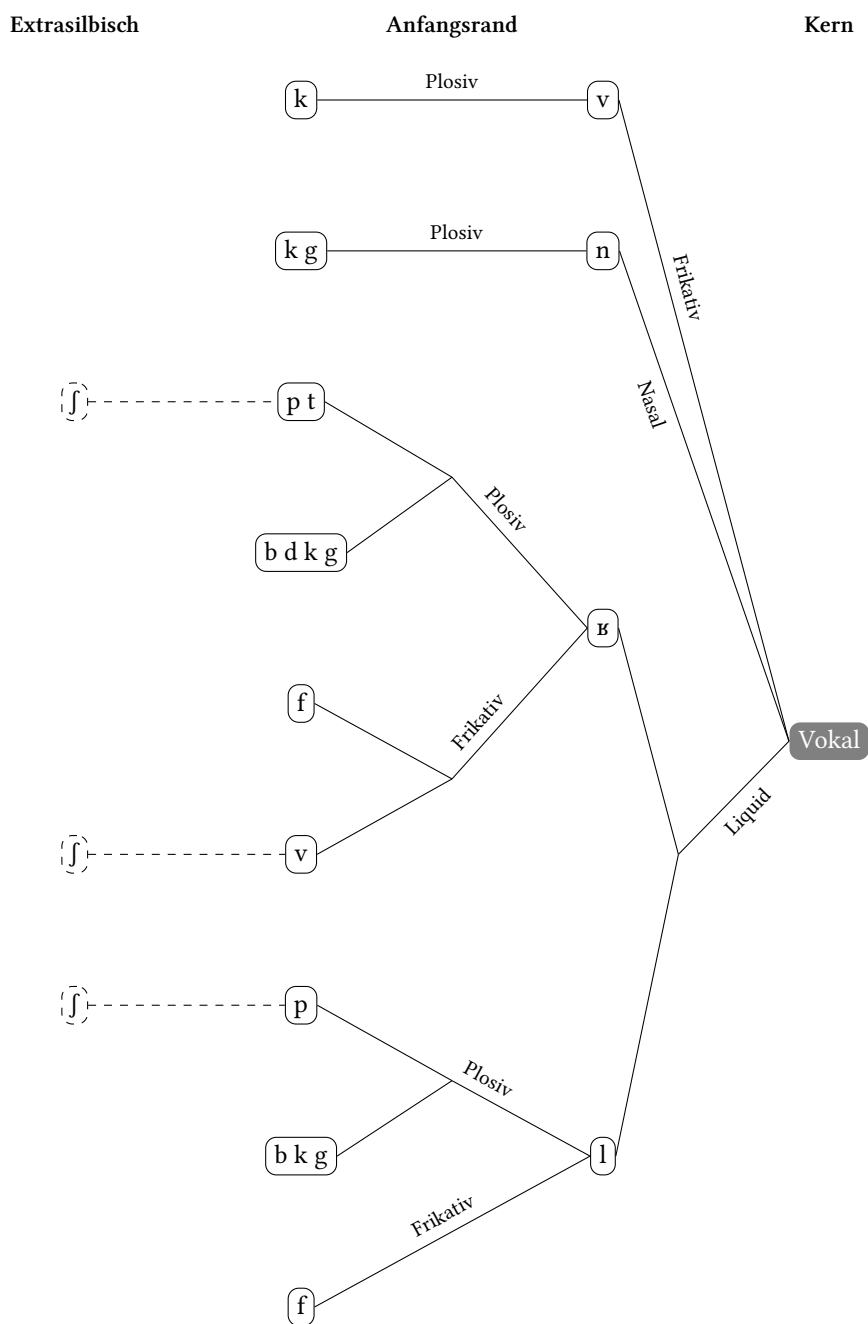 Extrasilbisch Anfangsrand Kern
k Plosiv v
k g Plosiv n
Frikativ
Nasal
ʃ p t
Plosiv
b d k g
ʁ
f
Frikativ
Vokal
Liquid
ʃ v
ʃ p
Plosiv
b k g l
Frikativ
f